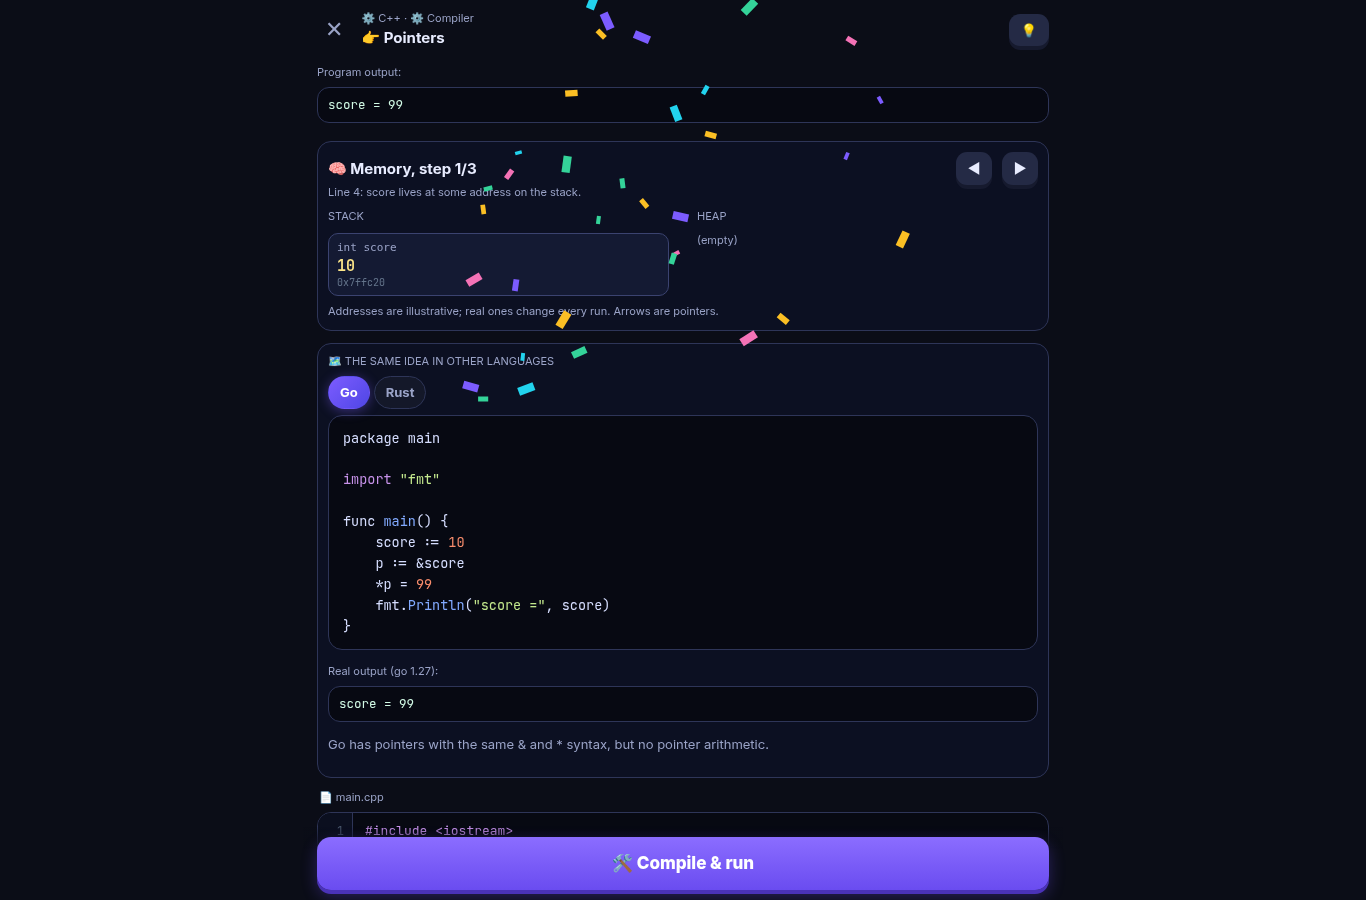 C++ · Compiler
Pointers
Program output:
score = 99
Memory, step 1/3
Line 4: score lives at some address on the stack.
STACK
HEAP
int score
10
0x7ffc20
(empty)
Addresses are illustrative; real ones change every run. Arrows are pointers.
THE SAME IDEA IN OTHER LANGUAGES
Go
Rust
package main
import "fmt"
func main() {
    score := 10
    p := &score
    *p = 99
    fmt.Println("score =", score)
}
Real output (go 1.27):
score = 99
Go has pointers with the same & and * syntax, but no pointer arithmetic.
main.cpp
1 #include <iostream>
Compile & run